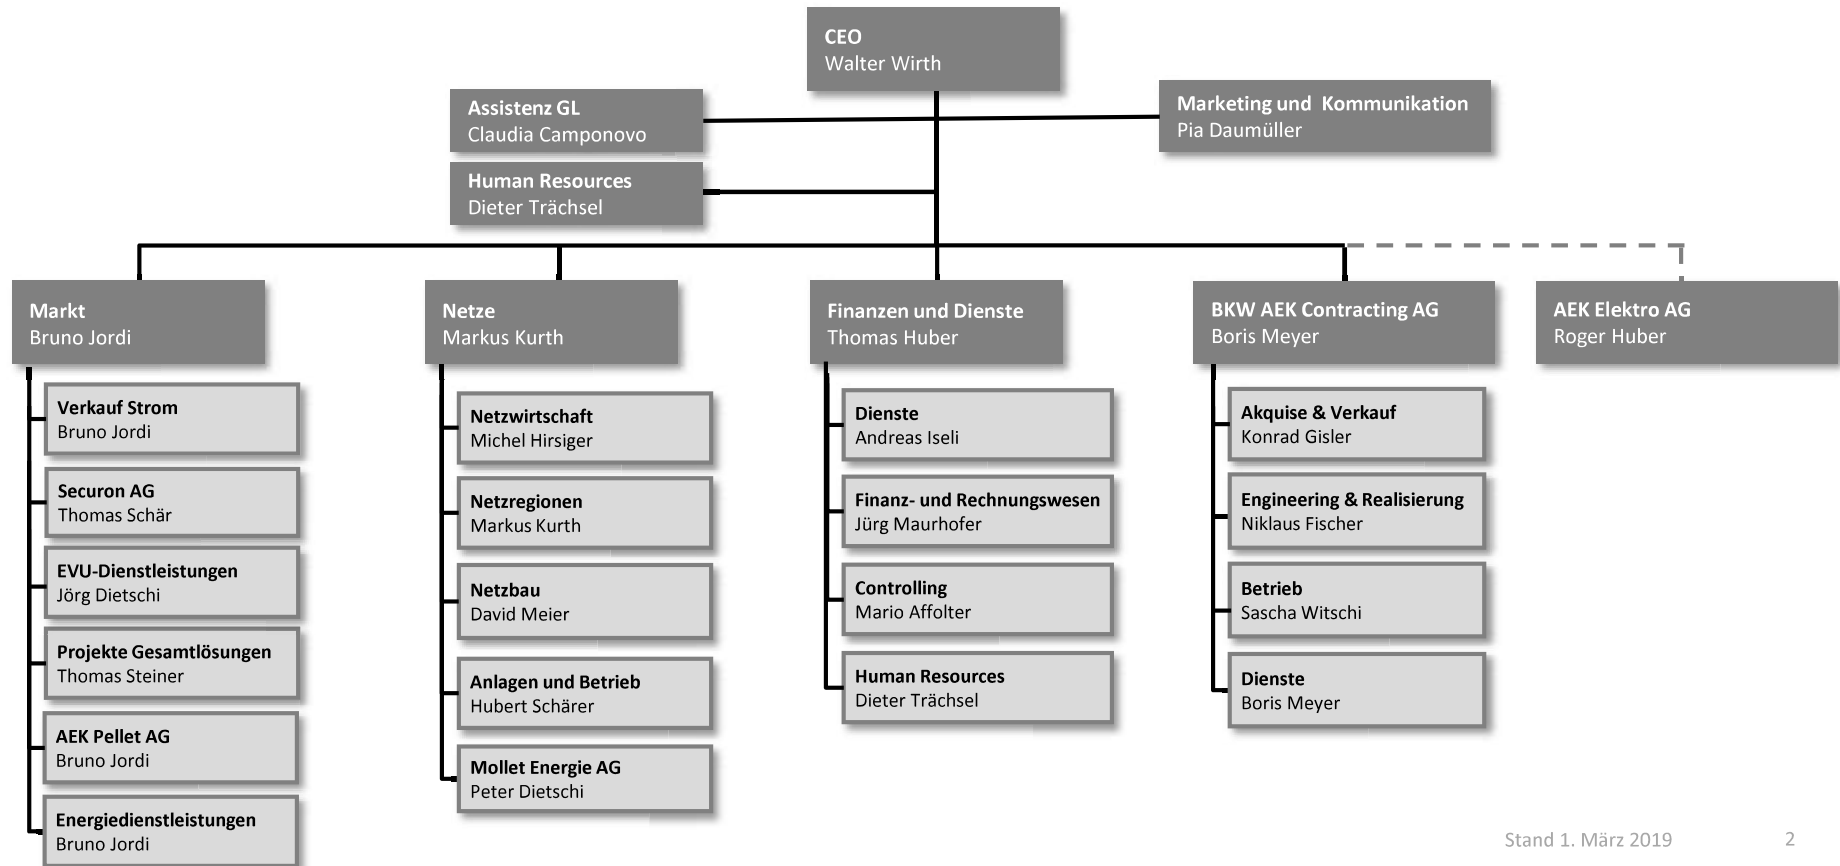 CEO
Walter Wirth
Assistenz GL
Claudia Camponovo
Marketing und Kommunikation
Pia Daumüller
Human Resources
Dieter Trächsel
Markt
Bruno Jordi
Verkauf Strom
Bruno Jordi
Securon AG
Thomas Schär
EVU-Dienstleistungen
Jörg Dietschi
Projekte Gesamtlösungen
Thomas Steiner
AEK Pellet AG
Bruno Jordi
Energiedienstleistungen
Bruno Jordi
Netze
Markus Kurth
Netzwirtschaft
Michel Hirsiger
Netzregionen
Markus Kurth
Netzbau
David Meier
Anlagen und Betrieb
Hubert Schärer
Mollet Energie AG
Peter Dietschi
Finanzen und Dienste
Thomas Huber
Dienste
Andreas Iseli
Finanz- und Rechnungswesen
Jürg Maurhofer
Controlling
Mario Affolter
Human Resources
Dieter Trächsel
BKW AEK Contracting AG
Boris Meyer
Akquise & Verkauf
Konrad Gisler
Engineering & Realisierung
Niklaus Fischer
Betrieb
Sascha Witschi
Dienste
Boris Meyer
AEK Elektro AG
Roger Huber
Stand 1. März 2019
2